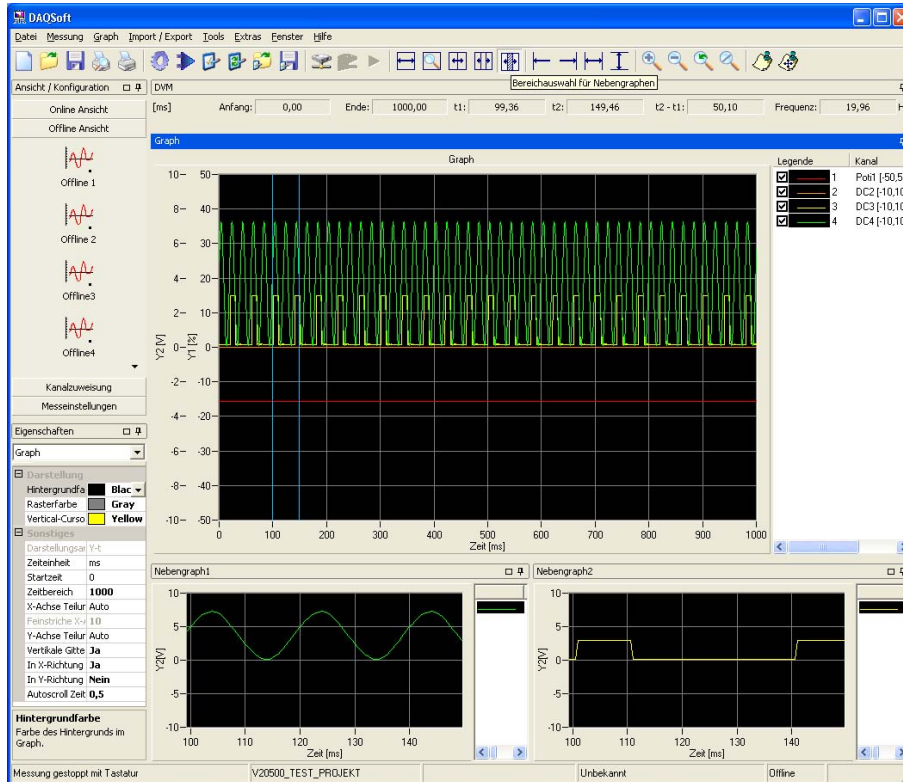 DAQSoft
Datei Messung Graph Import / Export Tools Extras Fenster Hilfe
Bereichauswahl für Nebengraphen
Ansicht / Konfiguration
Online Ansicht
Offline Ansicht
Offline 1
Offline 2
Offline3
Offline4
Kanalzuweisung
Messeinstellungen
DVM
[ms] Anfang: 0,00 Ende: 1000,00 t1: 99,36 t2: 149,46 t2 - t1: 50,10 Frequenz: 19,96 H
Graph
Graph
10 50
8 40
6 30
4 20
2 10
0 0
-2 -10
-4 -20
-6 -30
-8 -40
-10 -50
Y2 [V]
Y1 [%]
0 100 200 300 400 500 600 700 800 900 1000
Zeit [ms]
Legende Kanal
1 Poti1 [-50,5
2 DC2 [-10,10
3 DC3 [-10,10
4 DC4 [-10,10
Eigenschaften
Graph
Darstellung
Hintergrundfa Blac
Rasterfarbe Gray
Vertical-Curso Yellow
Sonstiges
Darstellungsar Y-t
Zeiteinheit ms
Startzeit 0
Zeitbereich 1000
X-Achse Teilur Auto
Feinstriche X-A 10
Y-Achse Teilur Auto
Vertikale Gitte Ja
In X-Richtung Ja
In Y-Richtung Nein
Autoscroll Zeit 0,5
Hintergrundfarbe
Farbe des Hintergrunds im
Graph.
Nebengraph1
10
5
0
-5
-10
Y2[V]
100 110 120 130 140
Zeit [ms]
Nebengraph2
10
5
0
-5
-10
Y2[V]
100 110 120 130 140
Zeit [ms]
Messung gestoppt mit Tastatur V20500_TEST_PROJEKT Unbekannt Offline